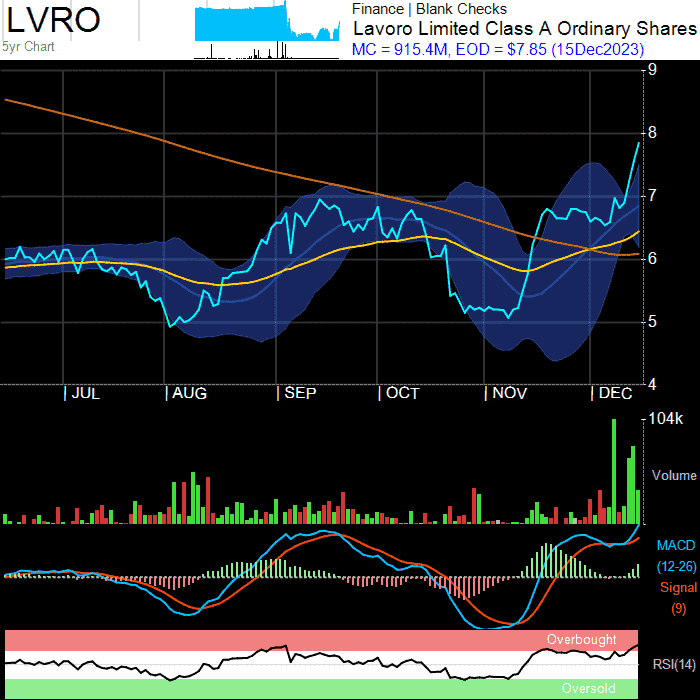 LVRO
5yr Chart
Finance | Blank Checks
Lavoro Limited Class A Ordinary Shares
MC = 915.4M, EOD = $7.85 (15Dec2023)
9
8
7
6
5
4
| JUL | AUG | SEP | OCT | NOV | DEC
104k
Volume
MACD
(12-26)
Signal
(9)
Overbought
RSI(14)
Oversold